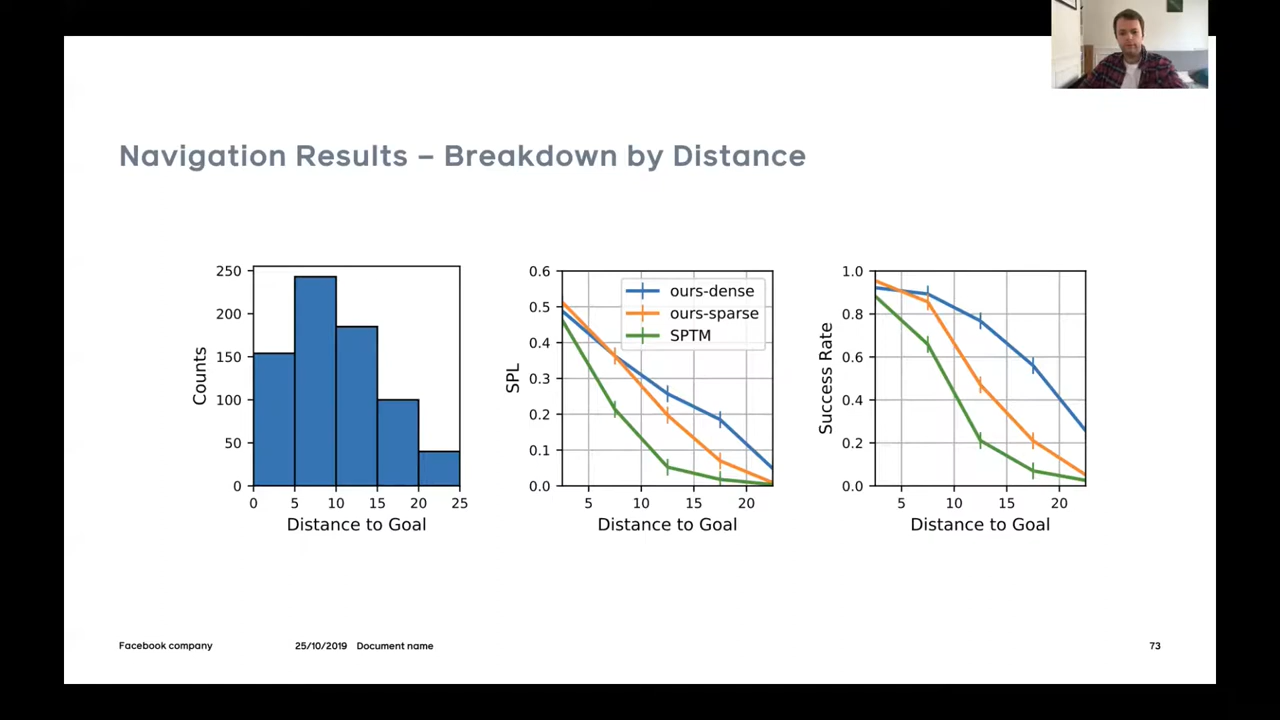 Navigation Results – Breakdown by Distance
250
200
150
100
50
0
Counts
0 5 10 15 20 25
Distance to Goal
0.6
0.5
0.4
0.3
0.2
0.1
0.0
SPL
ours-dense
ours-sparse
SPTM
5 10 15 20
Distance to Goal
1.0
0.8
0.6
0.4
0.2
0.0
Success Rate
5 10 15 20
Distance to Goal
Facebook company 25/10/2019 Document name 73